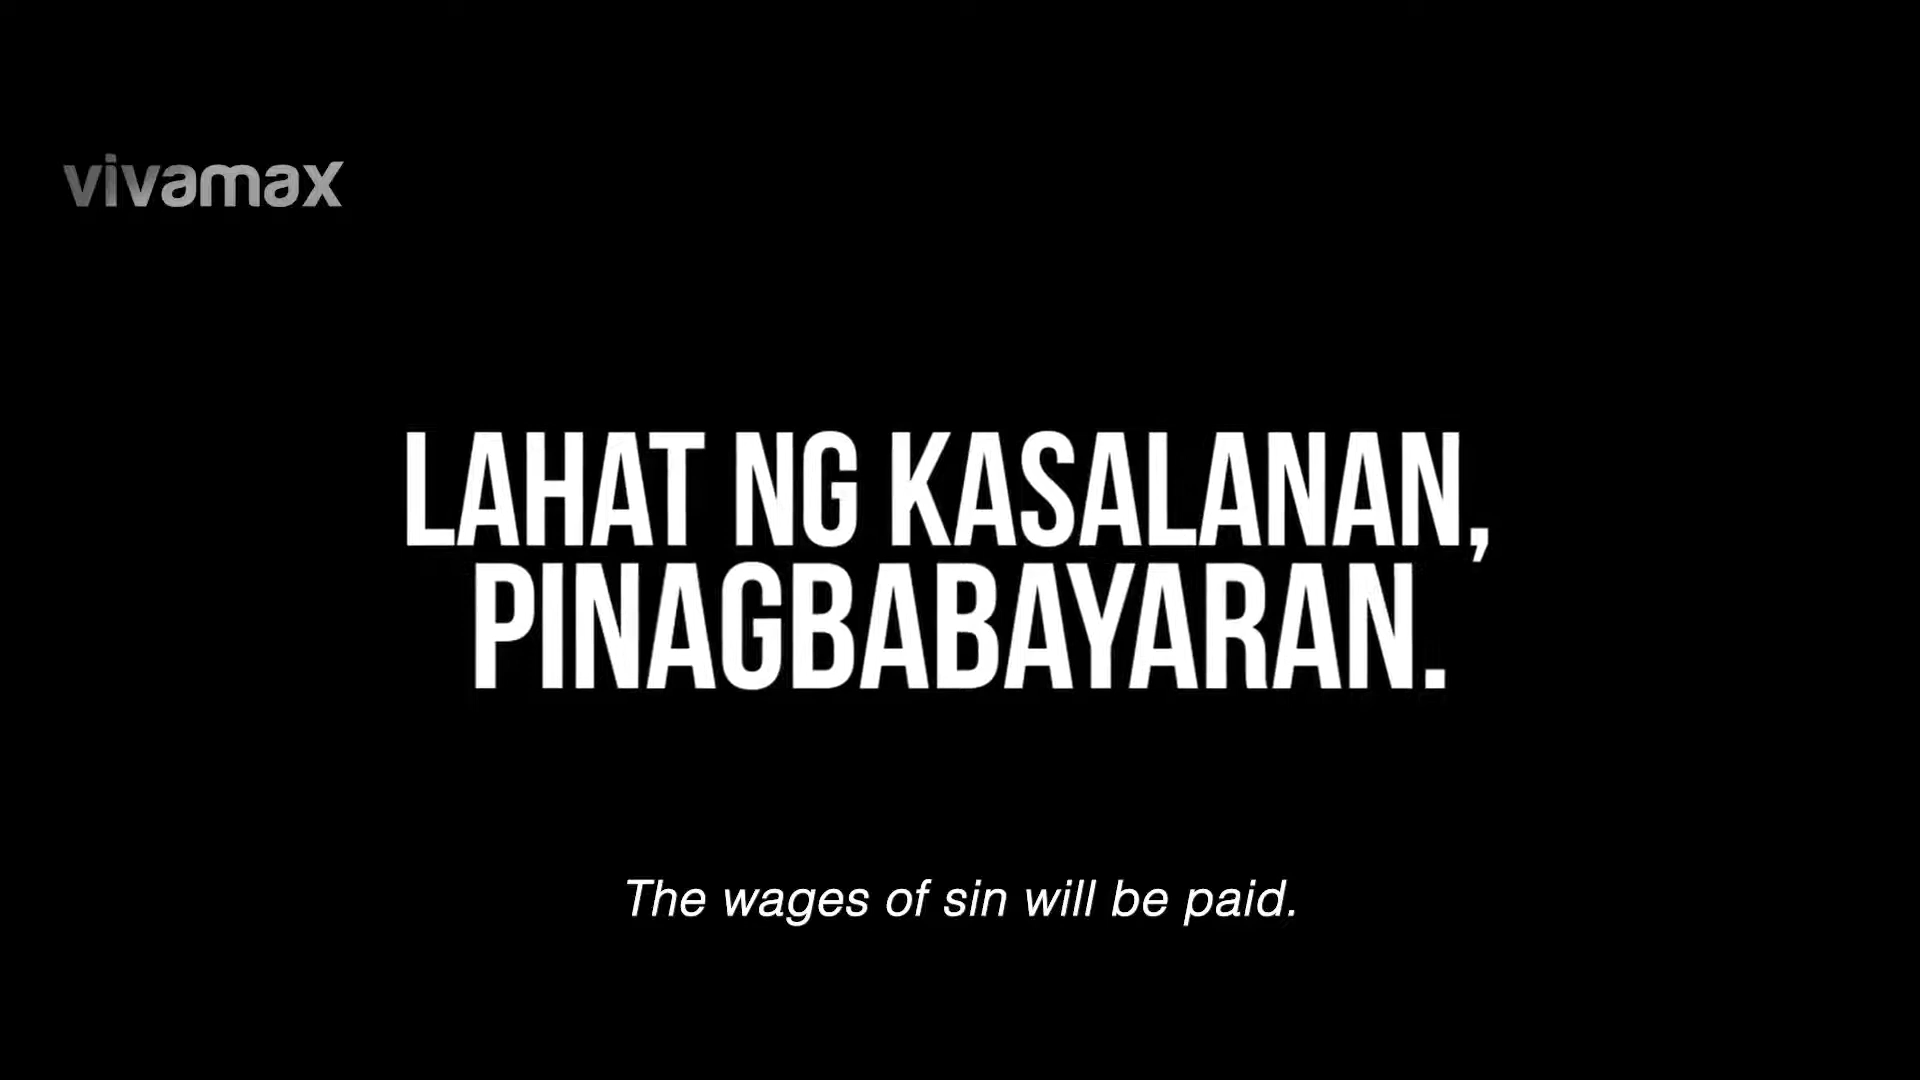 vivamax
LAHAT NG KASALANAN,
PINAGBABAYARAN.
The wages of sin will be paid.